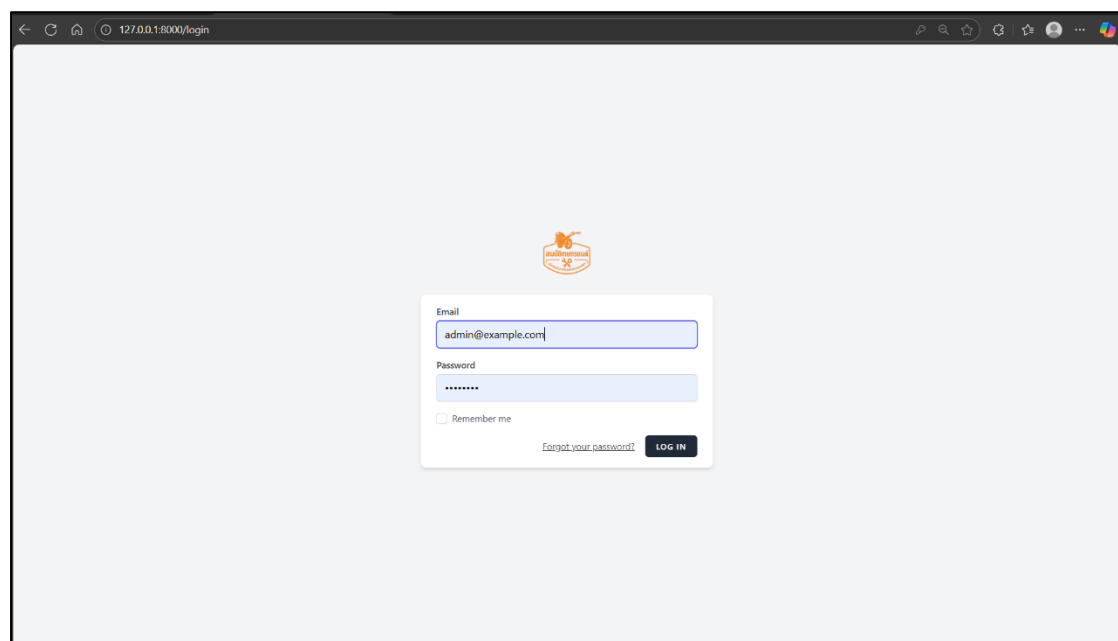 127.0.0.1:8000/login
Email
admin@example.com
Password
••••••••
Remember me
Forgot your password?
LOG IN